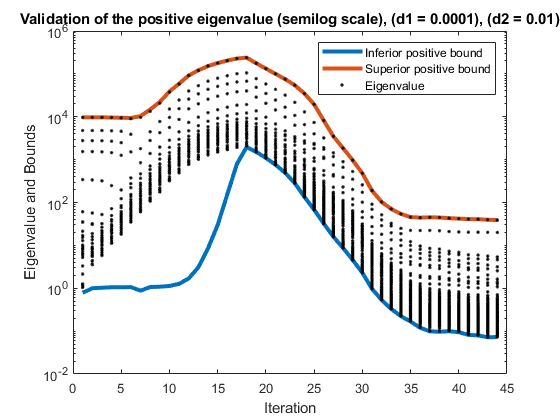 Validation of the positive eigenvalue (semilog scale), (d1 = 0.0001), (d2 = 0.01)
10^6
10^4
10^2
10^0
10^-2
Eigenvalue and Bounds
Inferior positive bound
Superior positive bound
Eigenvalue
0 5 10 15 20 25 30 35 40 45
Iteration